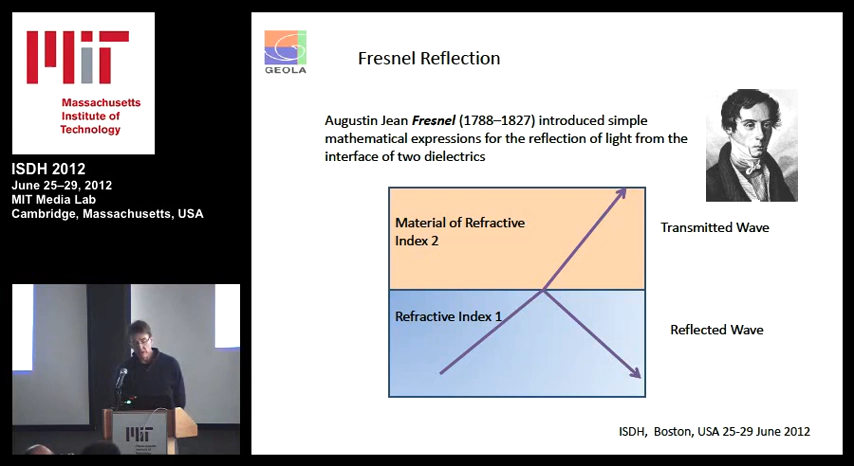 MIT
Massachusetts
Institute of
Technology
ISDH 2012
June 25–29, 2012
MIT Media Lab
Cambridge, Massachusetts, USA
MIT
GEOLA
Fresnel Reflection
Augustin Jean Fresnel (1788–1827) introduced simple
mathematical expressions for the reflection of light from the
interface of two dielectrics
Material of Refractive
Index 2
Transmitted Wave
Refractive Index 1
Reflected Wave
ISDH, Boston, USA 25-29 June 2012